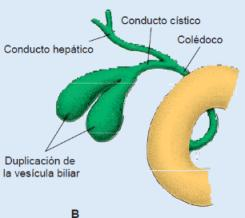 Conducto cístico
Conducto hepático
Colédoco
Duplicación de
la vesícula biliar
B